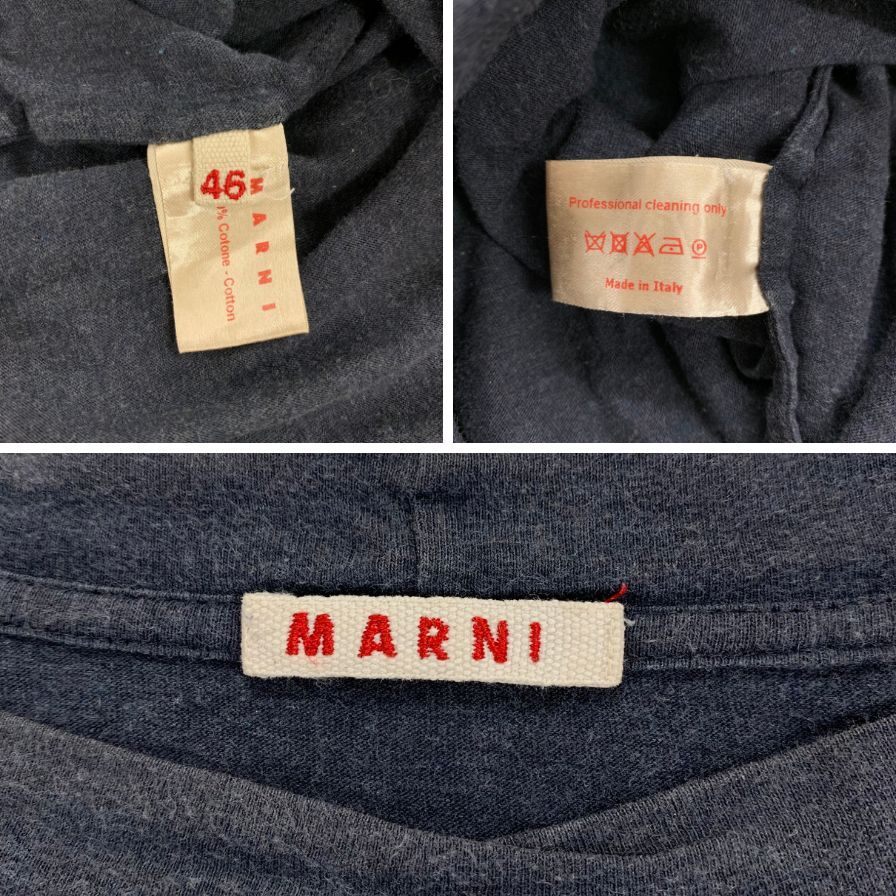 46
MARNI
% Cotone - Cotton
Professional cleaning only
P
Made in Italy
MARNI